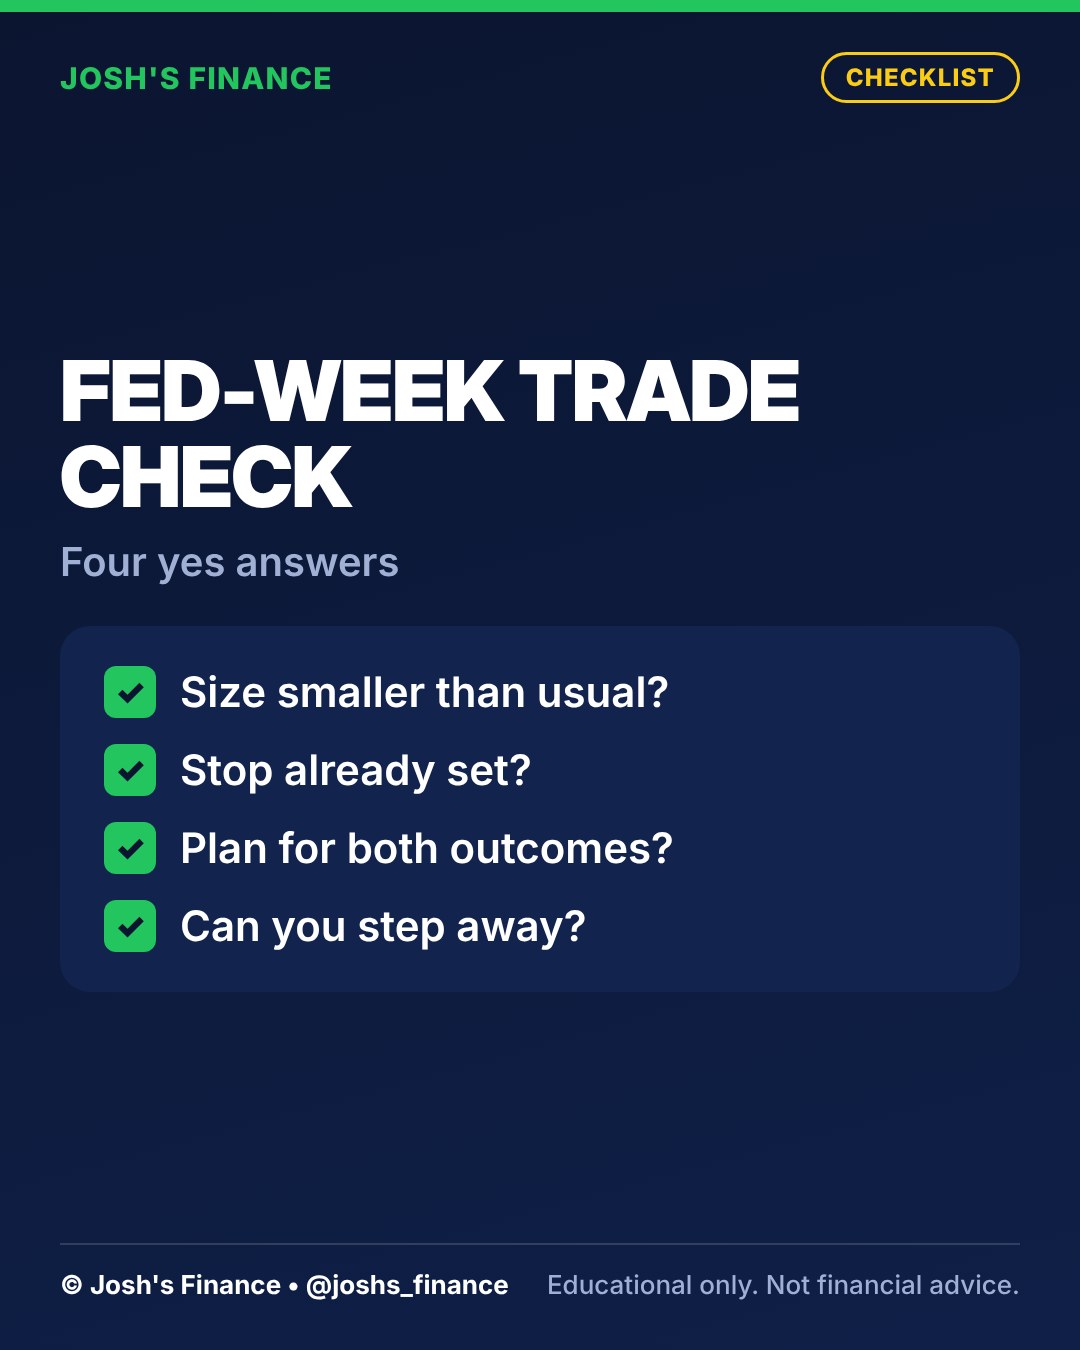 JOSH'S FINANCE
CHECKLIST
FED-WEEK TRADE
CHECK
Four yes answers
Size smaller than usual?
Stop already set?
Plan for both outcomes?
Can you step away?
© Josh's Finance • @joshs_finance
Educational only. Not financial advice.